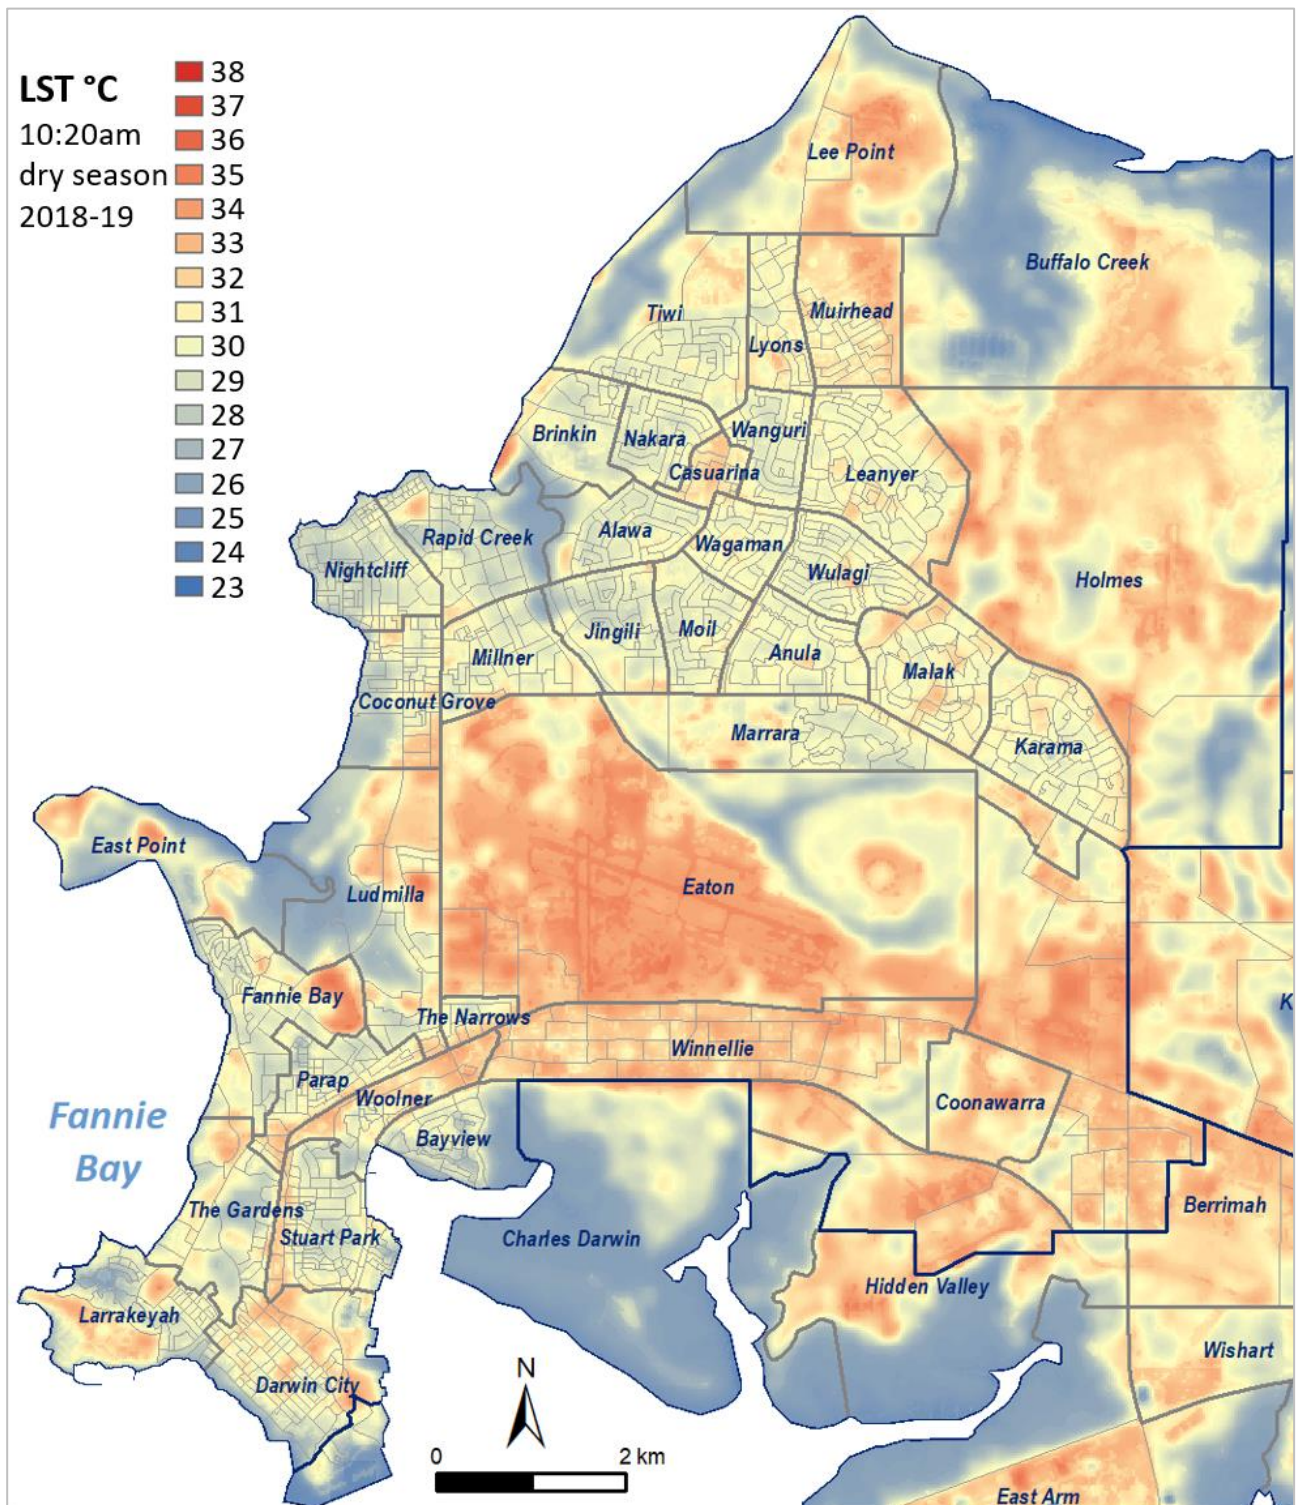 LST °C
10:20am
dry season
2018-19
38
37
36
35
34
33
32
31
30
29
28
27
26
25
24
23
Lee Point
Buffalo Creek
Tiwi
Muirhead
Lyons
Brinkin
Nakara
Wanguri
Casuarina
Leanyer
Rapid Creek
Alawa
Wagaman
Nightcliff
Wulagi
Holmes
Jingili
Moil
Millner
Anula
Malak
Coconut Grove
Marrara
Karama
East Point
Ludmilla
Eaton
Fannie Bay
The Narrows
K
Winnellie
Parap
Woolner
Coonawarra
Fannie
Bay
Bayview
The Gardens
Stuart Park
Charles Darwin
Berrimah
Hidden Valley
Larrakeyah
Wishart
Darwin City
N
0 2 km
East Arm